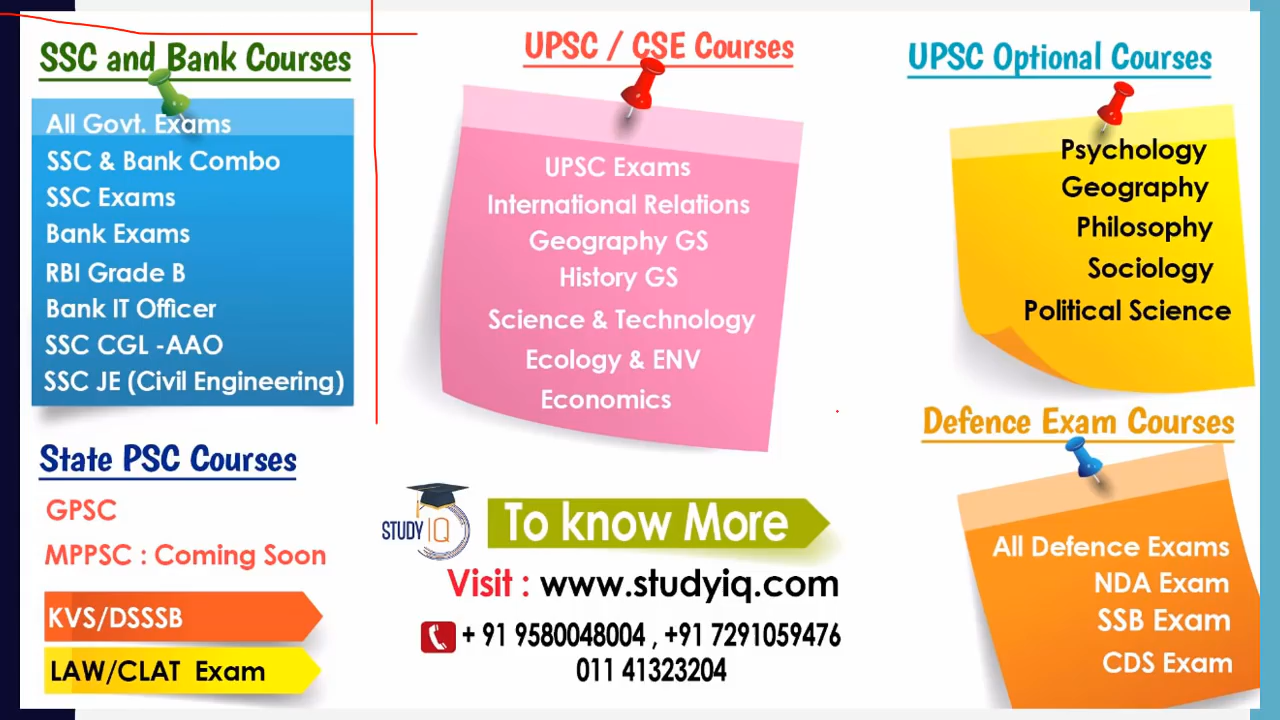 SSC and Bank Courses
All Govt. Exams
SSC & Bank Combo
SSC Exams
Bank Exams
RBI Grade B
Bank IT Officer
SSC CGL -AAO
SSC JE (Civil Engineering)
State PSC Courses
GPSC
MPPSC : Coming Soon
KVS/DSSSB
LAW/CLAT Exam
UPSC / CSE Courses
UPSC Exams
International Relations
Geography GS
History GS
Science & Technology
Ecology & ENV
Economics
STUDY IQ
To know More
Visit : www.studyiq.com
+ 91 9580048004 , +91 7291059476
011 41323204
UPSC Optional Courses
Psychology
Geography
Philosophy
Sociology
Political Science
Defence Exam Courses
All Defence Exams
NDA Exam
SSB Exam
CDS Exam